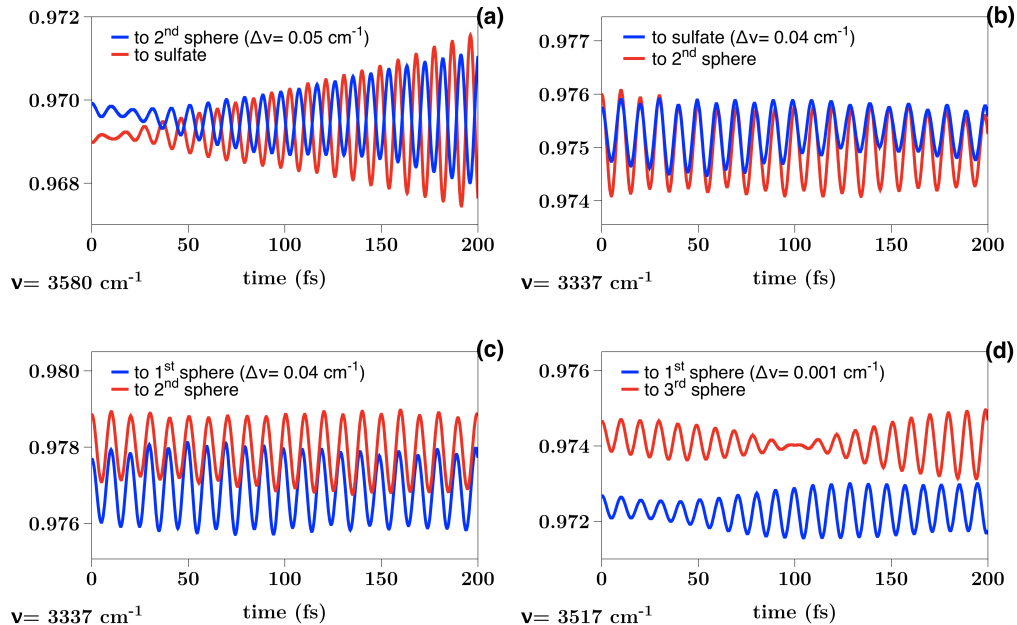 (a)
0.972
0.970
0.968
to 2nd sphere (Δν= 0.05 cm-1)
to sulfate
0 50 100 150 200
time (fs)
ν= 3580 cm-1
(b)
0.977
0.976
0.975
0.974
to sulfate (Δν= 0.04 cm-1)
to 2nd sphere
0 50 100 150 200
time (fs)
ν= 3337 cm-1
(c)
0.980
0.978
0.976
to 1st sphere (Δν= 0.04 cm-1)
to 2nd sphere
0 50 100 150 200
time (fs)
ν= 3337 cm-1
(d)
0.976
0.974
0.972
to 1st sphere (Δν= 0.001 cm-1)
to 3rd sphere
0 50 100 150 200
time (fs)
ν= 3517 cm-1